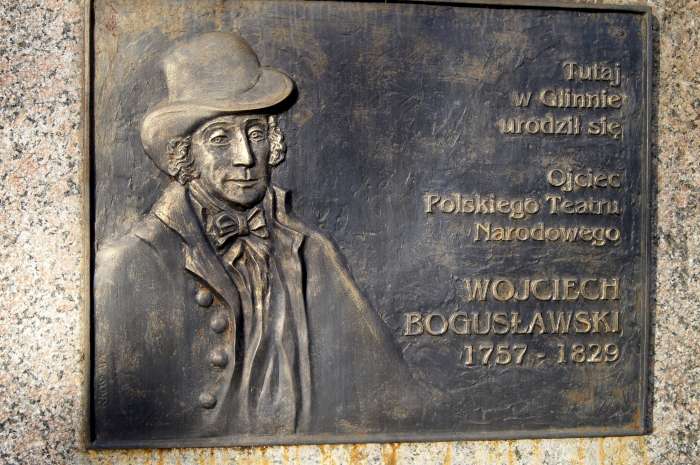 Tutaj
w Glinnie
urodził się
Ojciec
Polskiego Teatru
Narodowego
WOJCIECH
BOGUSŁAWSKI
1757 - 1829